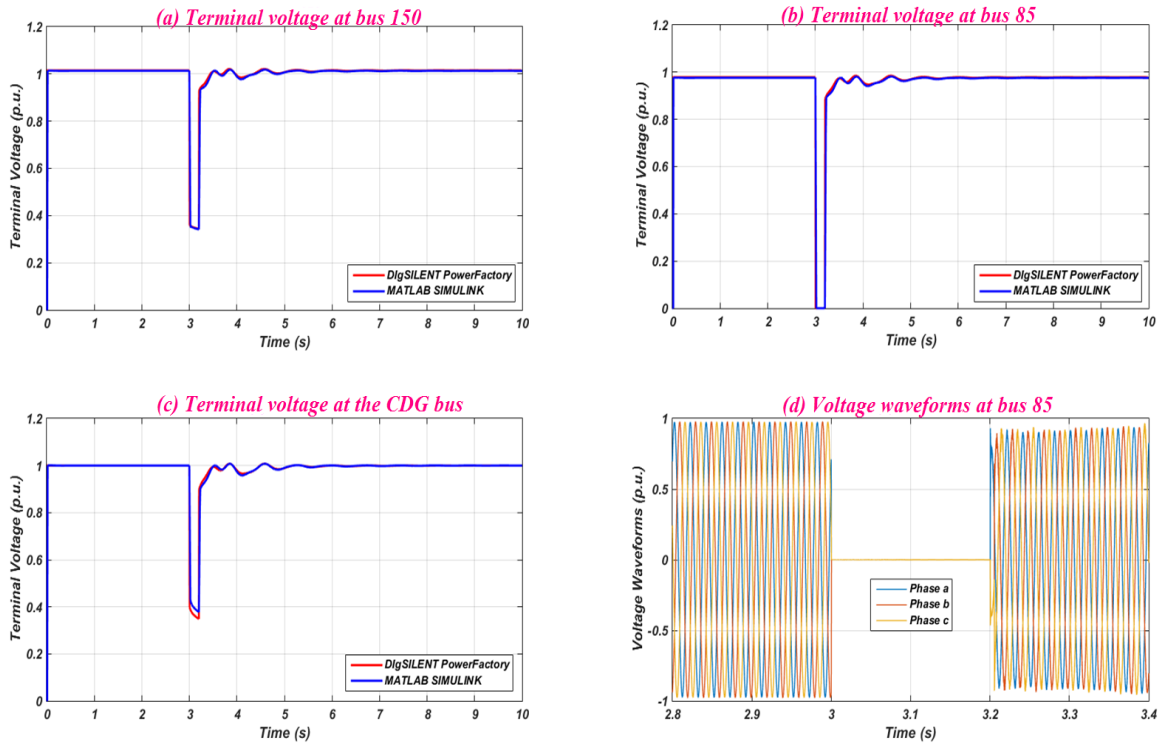 (a) Terminal voltage at bus 150
1.2
1
0.8
0.6
0.4
0.2
0
Terminal Voltage (p.u.)
DIgSILENT PowerFactory
MATLAB SIMULINK
0 1 2 3 4 5 6 7 8 9 10
Time (s)
(b) Terminal voltage at bus 85
1.2
1
0.8
0.6
0.4
0.2
0
Terminal Voltage (p.u.)
DIgSILENT PowerFactory
MATLAB SIMULINK
0 1 2 3 4 5 6 7 8 9 10
Time (s)
(c) Terminal voltage at the CDG bus
1.2
1
0.8
0.6
0.4
0.2
0
Terminal Voltage (p.u.)
DIgSILENT PowerFactory
MATLAB SIMULINK
0 1 2 3 4 5 6 7 8 9 10
Time (s)
(d) Voltage waveforms at bus 85
1
0.5
0
-0.5
-1
Voltage Waveforms (p.u.)
Phase a
Phase b
Phase c
2.8 2.9 3 3.1 3.2 3.3 3.4
Time (s)